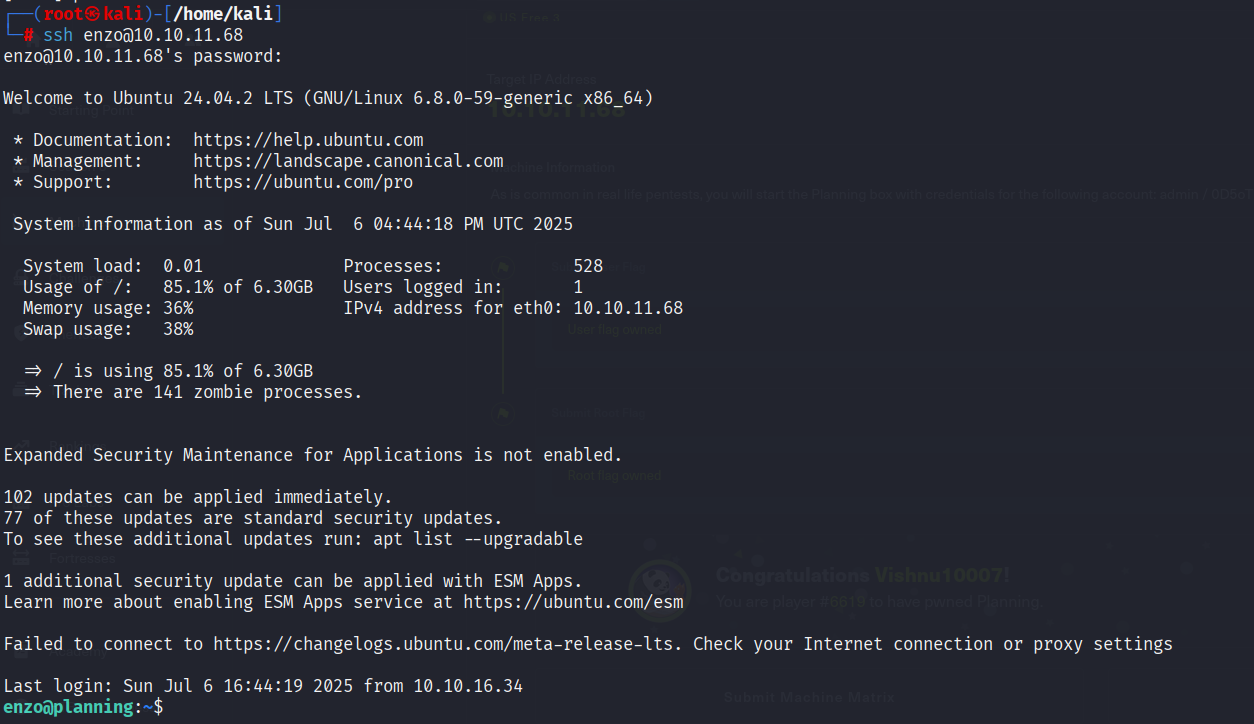 ┌──(root㉿kali)-[/home/kali]
└─# ssh enzo@10.10.11.68
enzo@10.10.11.68's password:
Welcome to Ubuntu 24.04.2 LTS (GNU/Linux 6.8.0-59-generic x86_64)
* Documentation:  https://help.ubuntu.com
* Management:     https://landscape.canonical.com
* Support:        https://ubuntu.com/pro
System information as of Sun Jul  6 04:44:18 PM UTC 2025
System load:  0.01              Processes:             528
Usage of /:   85.1% of 6.30GB   Users logged in:       1
Memory usage: 36%               IPv4 address for eth0: 10.10.11.68
Swap usage:   38%
=> / is using 85.1% of 6.30GB
=> There are 141 zombie processes.
Expanded Security Maintenance for Applications is not enabled.
102 updates can be applied immediately.
77 of these updates are standard security updates.
To see these additional updates run: apt list --upgradable
1 additional security update can be applied with ESM Apps.
Learn more about enabling ESM Apps service at https://ubuntu.com/esm
Failed to connect to https://changelogs.ubuntu.com/meta-release-lts. Check your Internet connection or proxy settings
Last login: Sun Jul 6 16:44:19 2025 from 10.10.16.34
enzo@planning:~$
Target IP Address
10.10.11.68
Machine Information
As is common in real life pentests, you will start the Planning box with credentials for the following account: admin /
User flag owned
Root flag owned
Fortresses
Congratulations Vishnu10007!
You are player to have pwned Planning.
Submit Machine Matrix